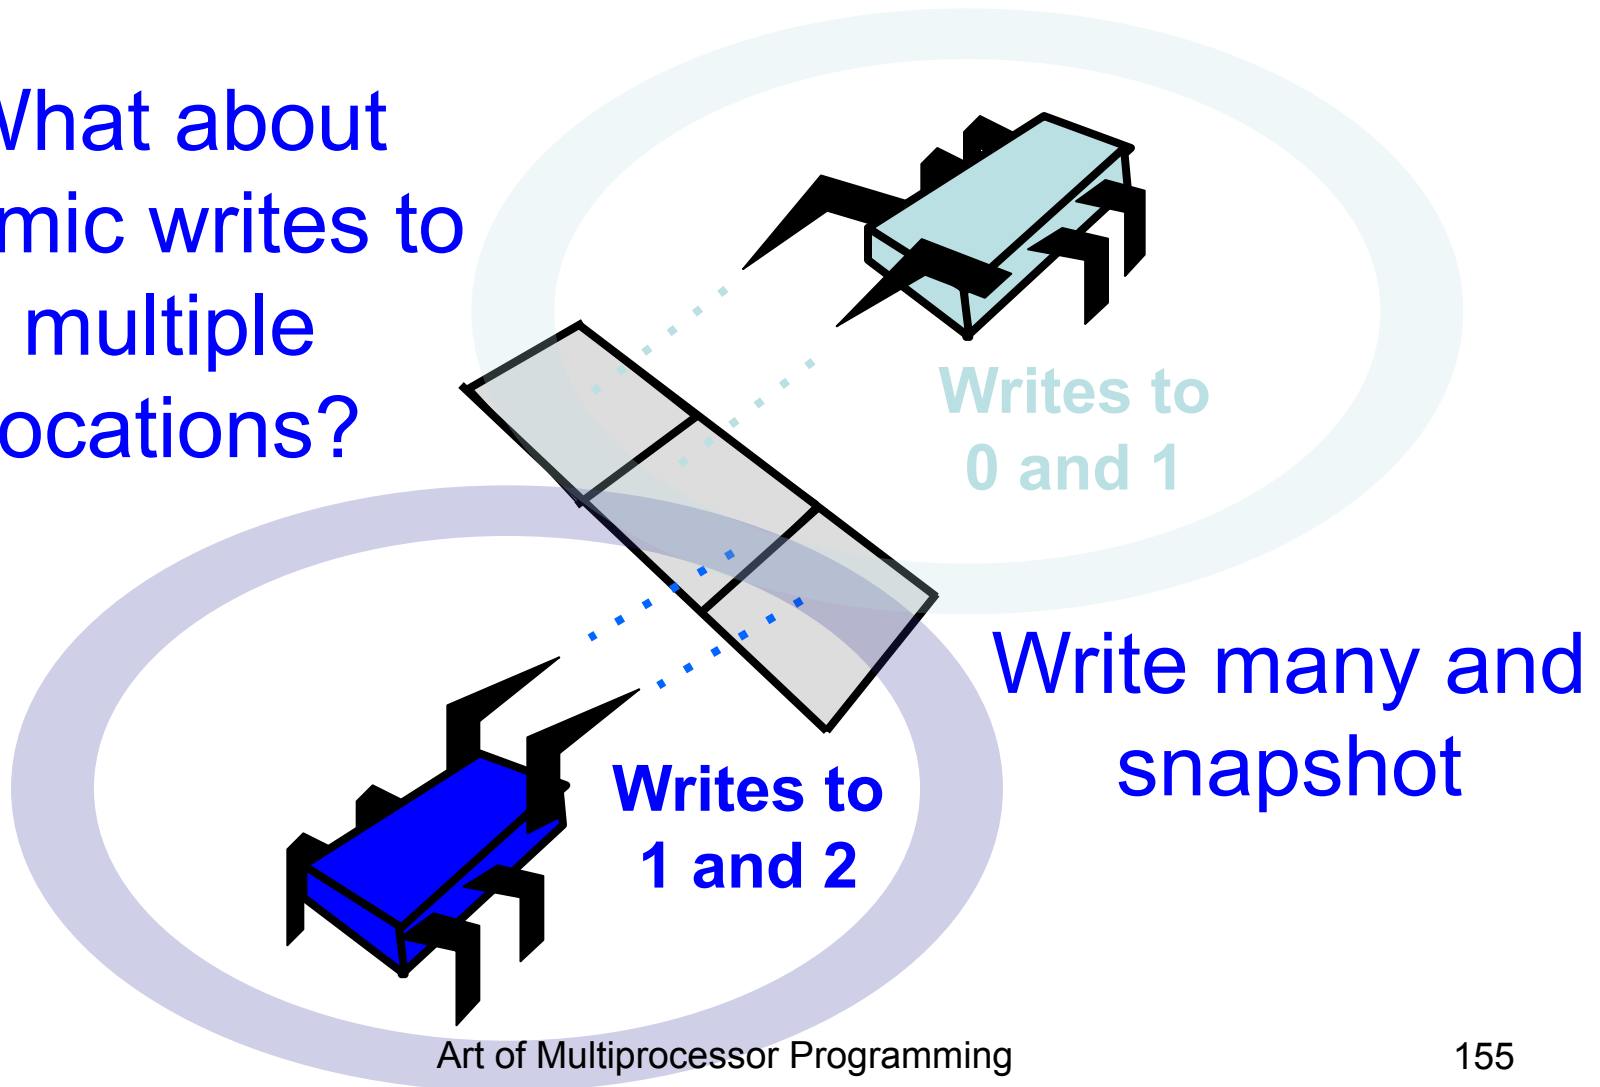 What about
mic writes to
multiple
ocations?
Writes to
0 and 1
Write many and
snapshot
Writes to
1 and 2
Art of Multiprocessor Programming
155